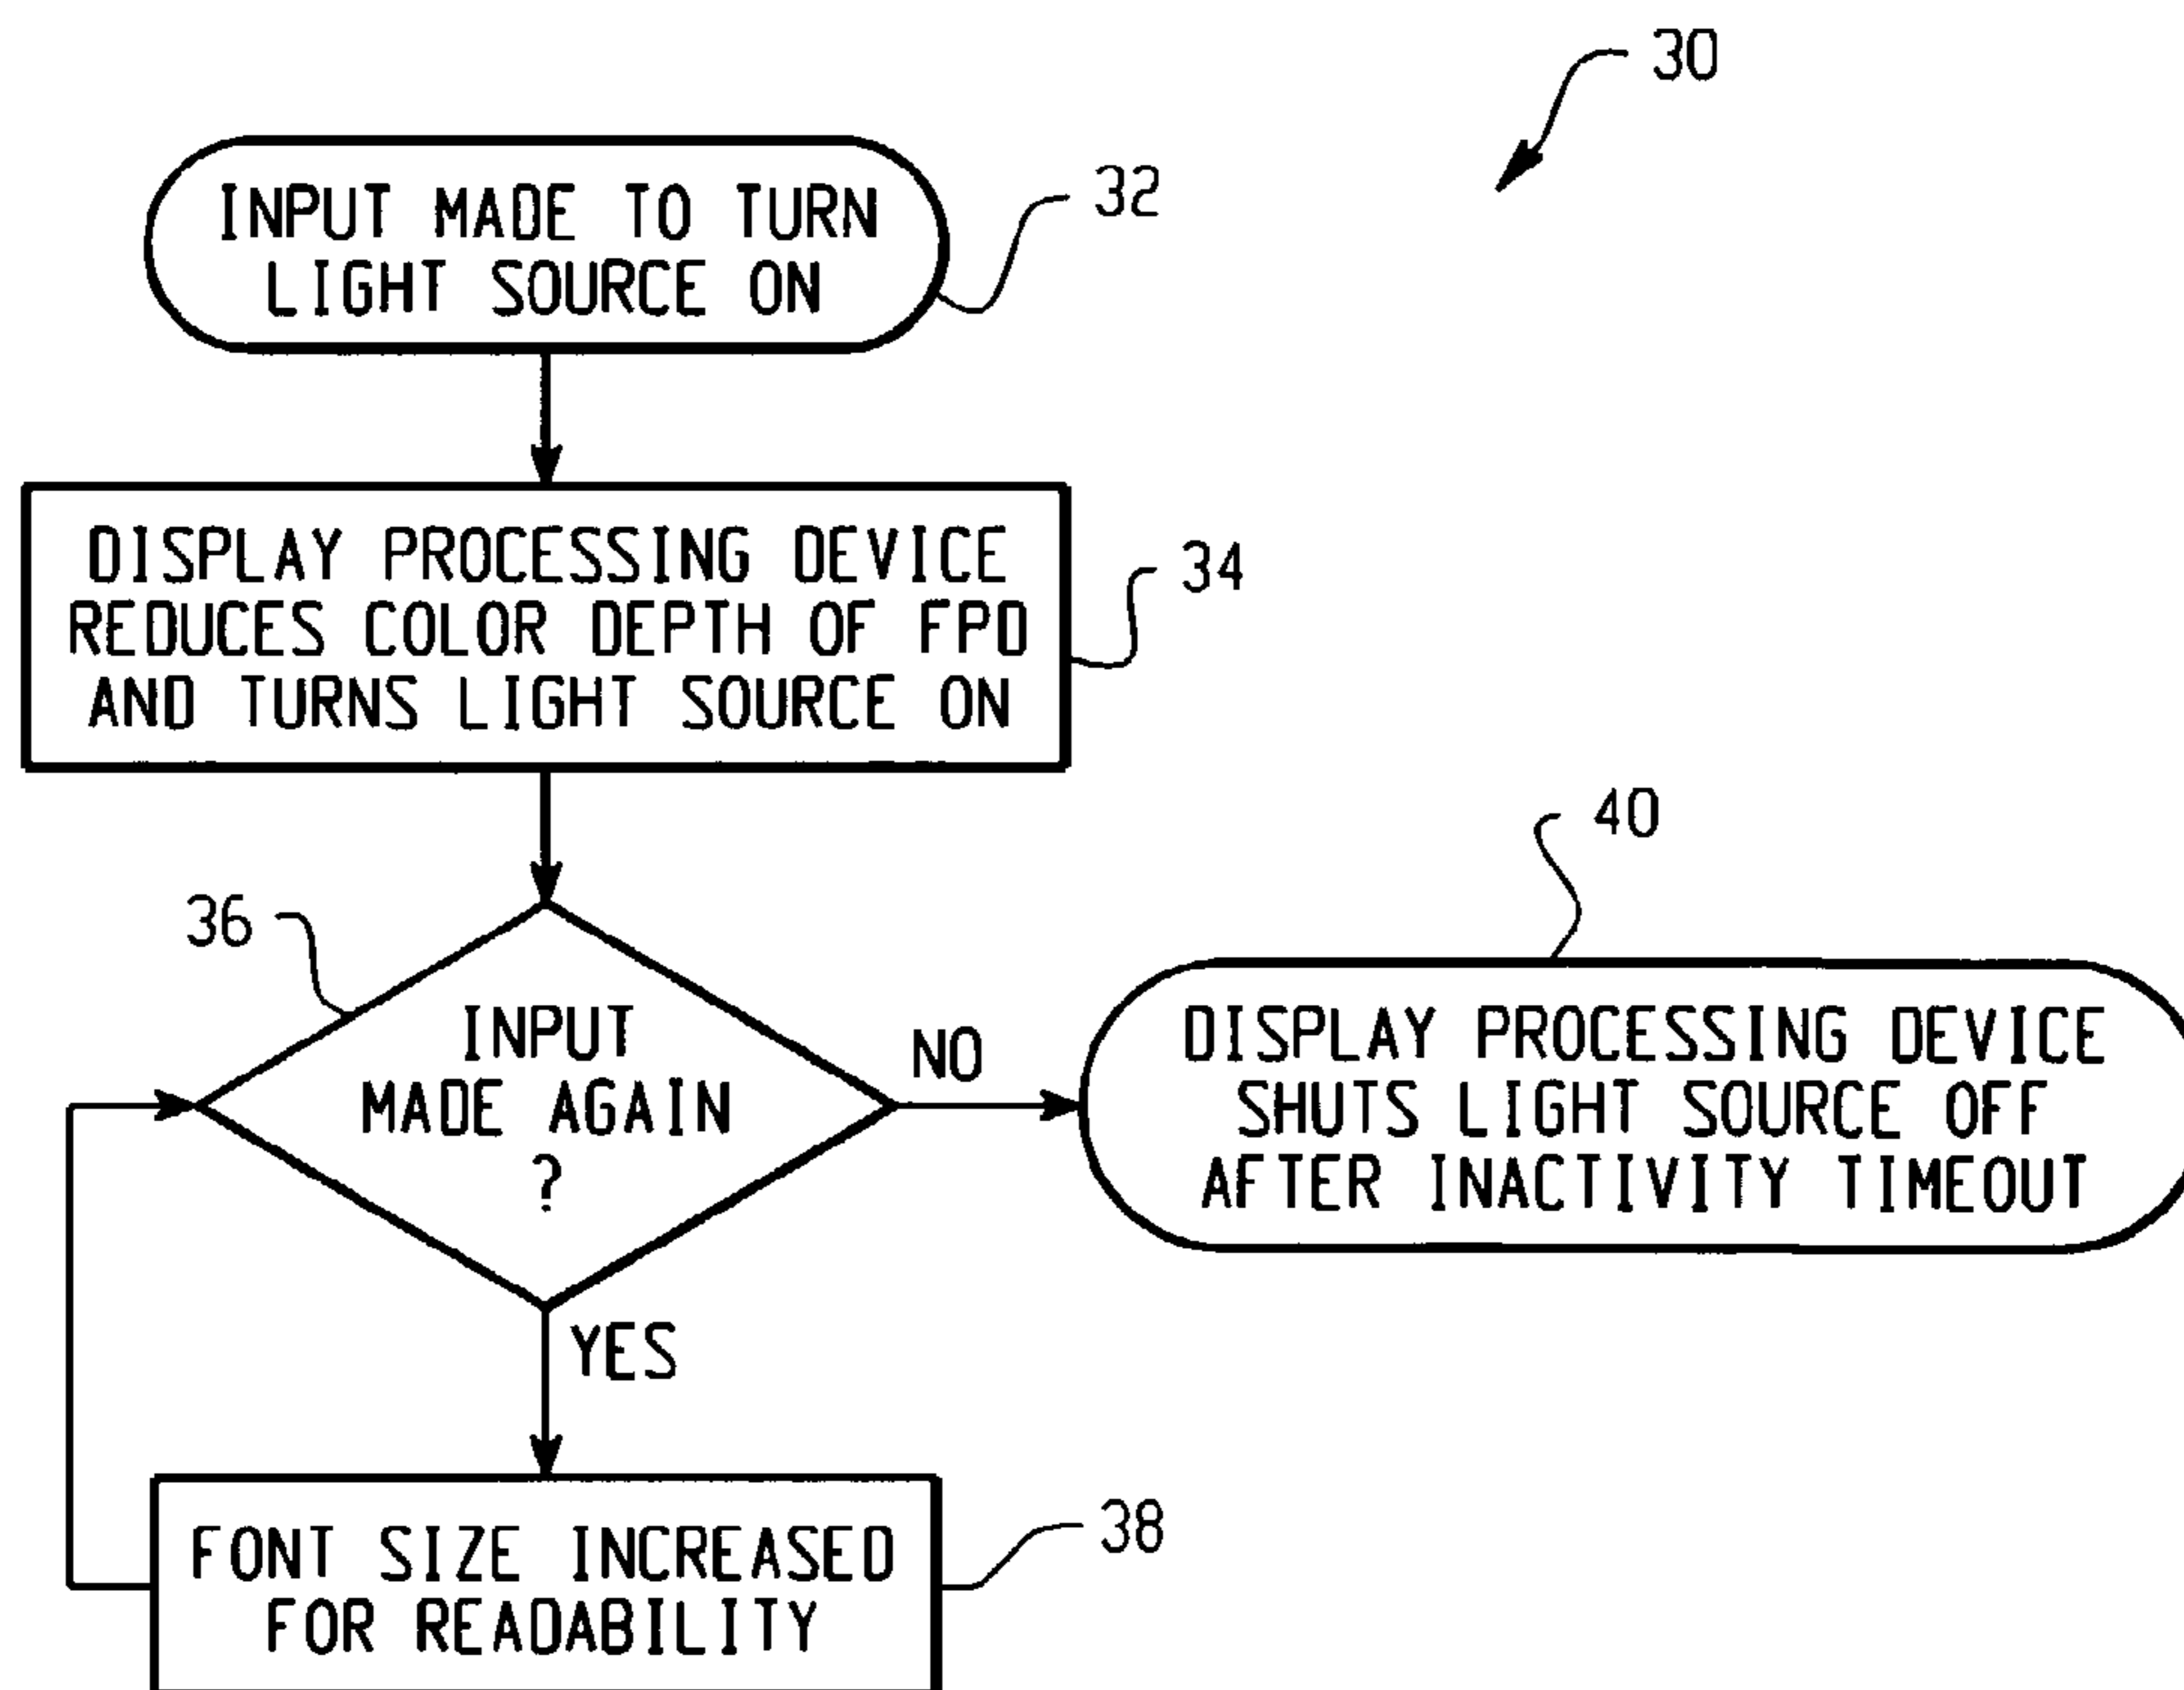 30
INPUT MADE TO TURN
LIGHT SOURCE ON
32
DISPLAY PROCESSING DEVICE
REDUCES COLOR DEPTH OF FPD
AND TURNS LIGHT SOURCE ON
34
36
INPUT
MADE AGAIN
?
NO
40
DISPLAY PROCESSING DEVICE
SHUTS LIGHT SOURCE OFF
AFTER INACTIVITY TIMEOUT
YES
FONT SIZE INCREASED
FOR READABILITY
38